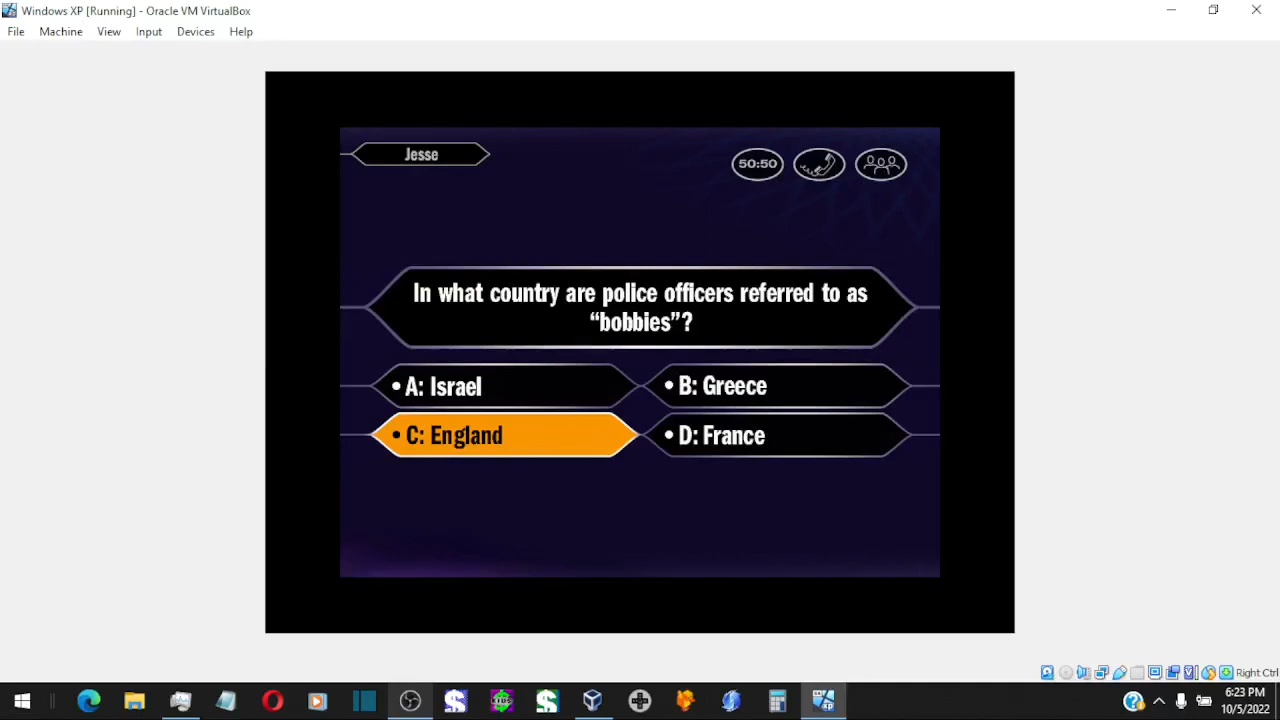 Windows XP [Running] - Oracle VM VirtualBox
File Machine View Input Devices Help
Jesse
50:50
In what country are police officers referred to as
“bobbies”?
• A: Israel
• B: Greece
• C: England
• D: France
Right Ctrl
6:23 PM
10/5/2022